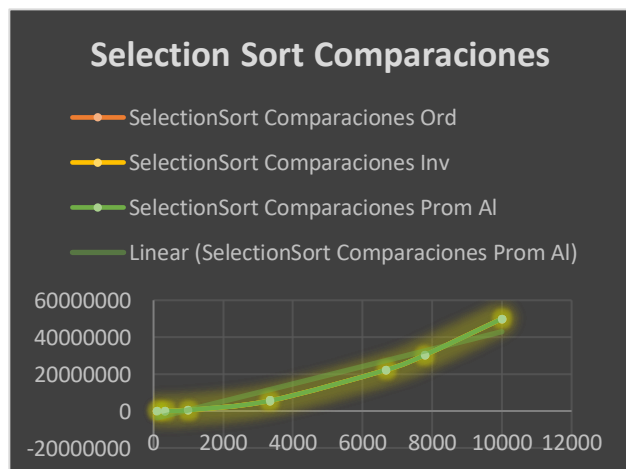 Selection Sort Comparaciones
SelectionSort Comparaciones Ord
SelectionSort Comparaciones Inv
SelectionSort Comparaciones Prom Al
Linear (SelectionSort Comparaciones Prom Al)
60000000
40000000
20000000
0
-20000000
0 2000 4000 6000 8000 10000 12000